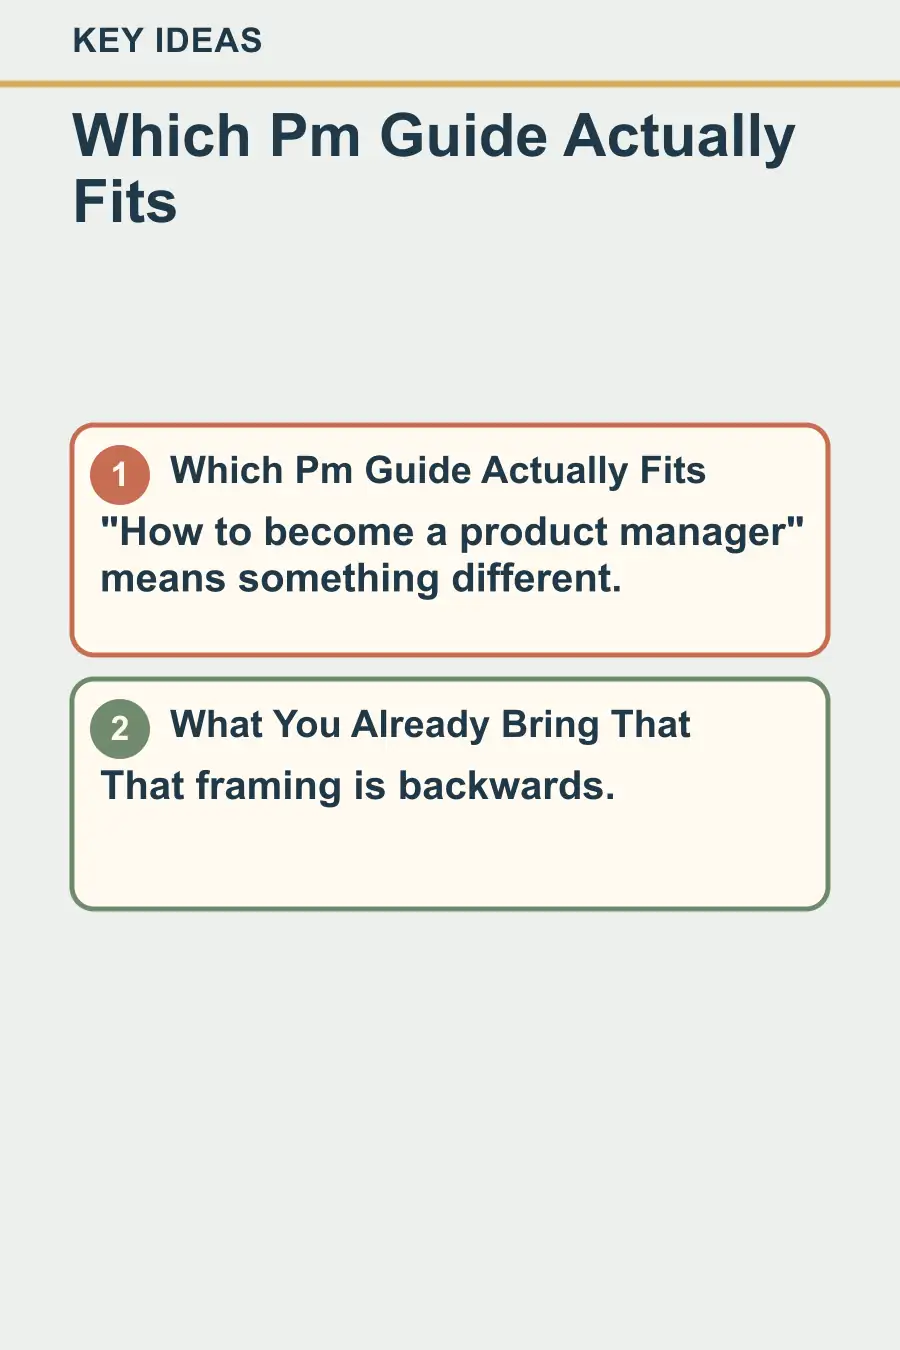 KEY IDEAS
Which Pm Guide Actually
Fits
1
Which Pm Guide Actually Fits
"How to become a product manager"
means something different.
2
What You Already Bring That
That framing is backwards.